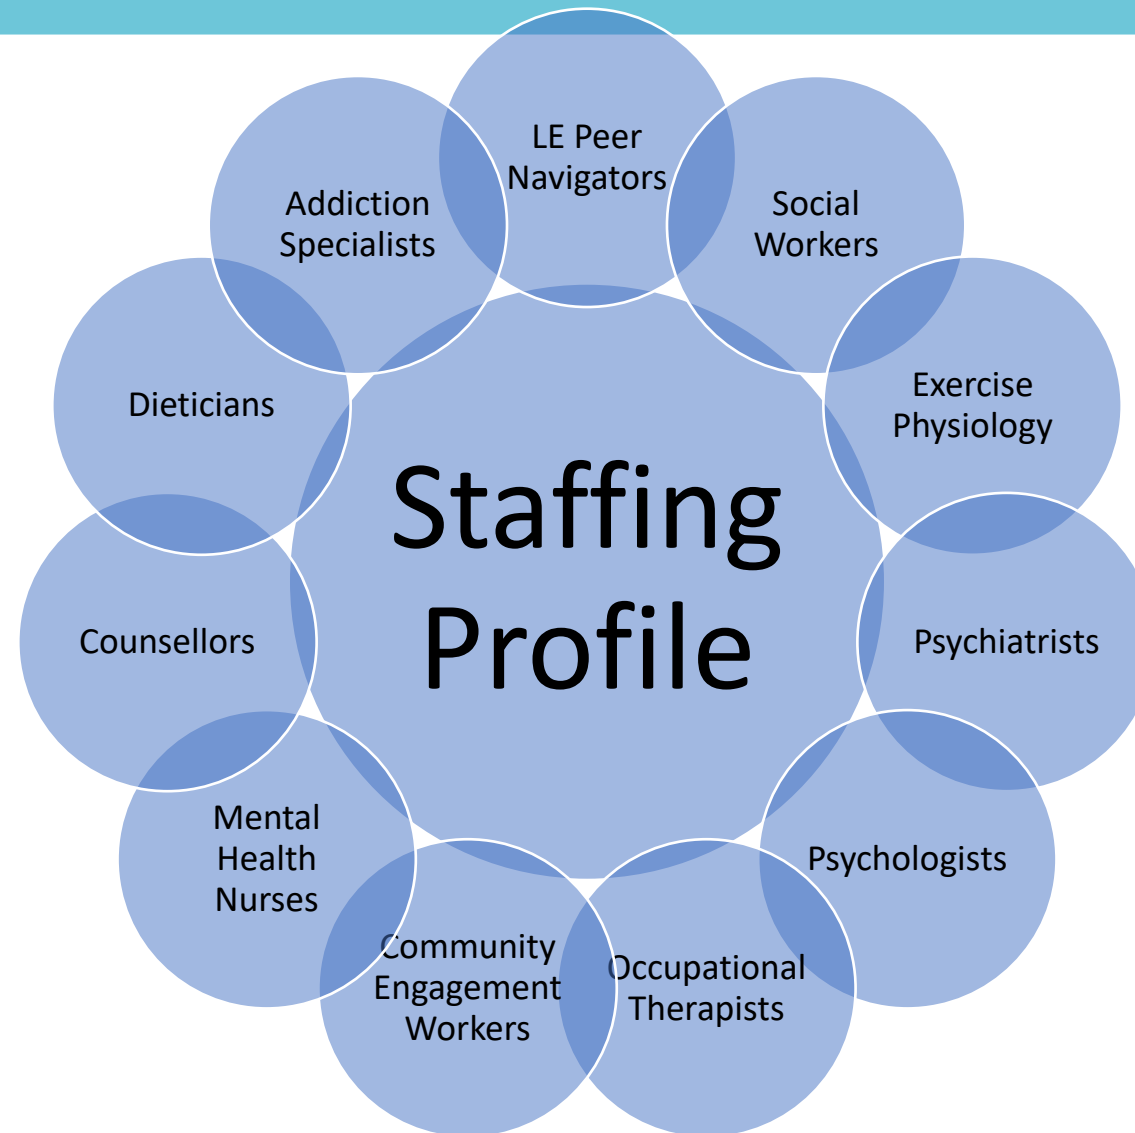 Staffing
Profile
LE Peer
Navigators
Social
Workers
Exercise
Physiology
Psychiatrists
Psychologists
Occupational
Therapists
Community
Engagement
Workers
Mental
Health
Nurses
Counsellors
Dieticians
Addiction
Specialists